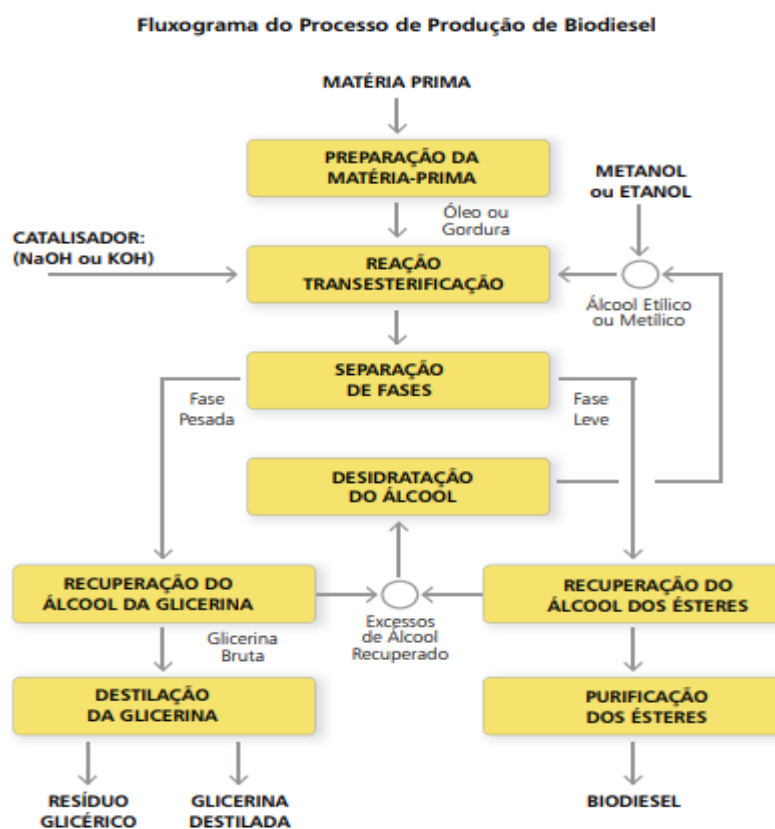 Fluxograma do Processo de Produção de Biodiesel
MATÉRIA PRIMA
PREPARAÇÃO DA
MATÉRIA-PRIMA
METANOL
ou ETANOL
Óleo ou
Gordura
CATALISADOR:
(NaOH ou KOH)
REAÇÃO
TRANSESTERIFICAÇÃO
Álcool Etílico
ou Metílico
SEPARAÇÃO
DE FASES
Fase
Pesada
Fase
Leve
DESIDRATAÇÃO
DO ÁLCOOL
RECUPERAÇÃO DO
ÁLCOOL DA GLICERINA
RECUPERAÇÃO DO
ÁLCOOL DOS ÉSTERES
Excessos
de Álcool
Recuperado
Glicerina
Bruta
DESTILAÇÃO
DA GLICERINA
PURIFICAÇÃO
DOS ÉSTERES
RESÍDUO
GLICÉRICO
GLICERINA
DESTILADA
BIODIESEL